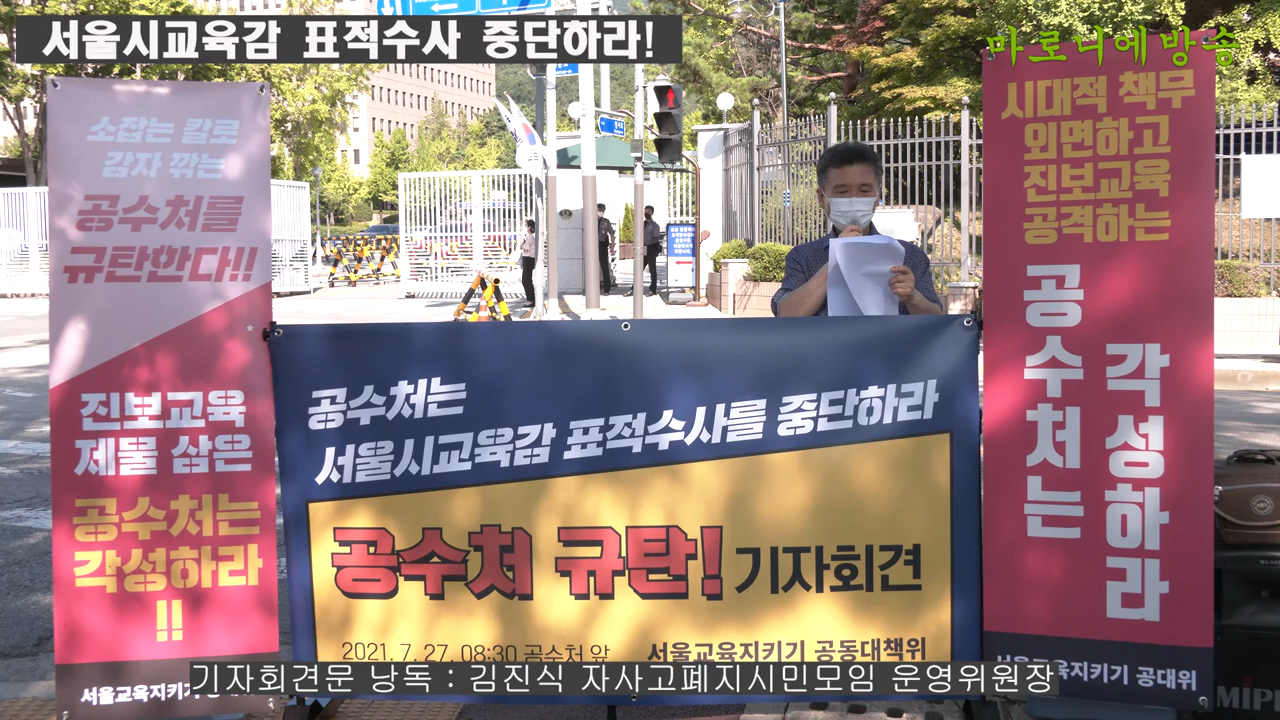 서울시교육감 표적수사 중단하라!
마로니에방송
소잡는 칼로
감자 깎는
공수처를
규탄한다!!
진보교육
제물 삼은
공수처는
각성하라
!!
서울교육지키기
시대적 책무
외면하고
진보교육
공격하는
공수처는
각성하라
서울교육지키기 공대위
공수처는
서울시교육감 표적수사를 중단하라
공수처 규탄! 기자회견
2021. 7. 27. 08:30 공수처 앞
서울교육지키기 공동대책위
기자회견문 낭독 : 김진식 자사고폐지시민모임 운영위원장
MIPR